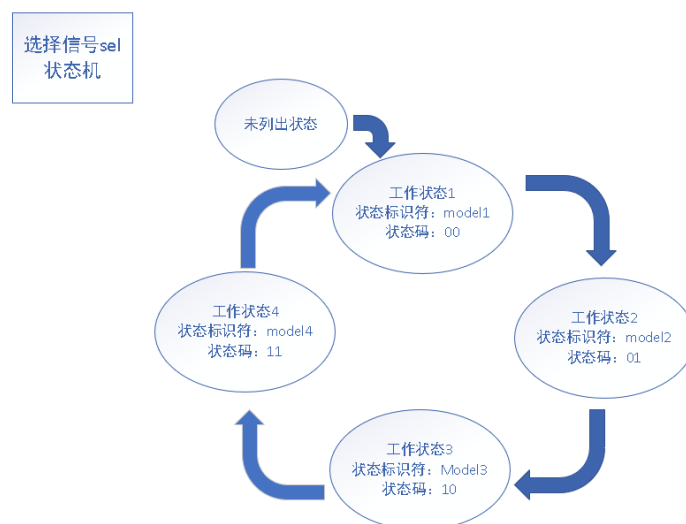 选择信号sel
状态机
未列出状态
工作状态1
状态标识符：model1
状态码：00
工作状态4
状态标识符：model4
状态码：11
工作状态2
状态标识符：model2
状态码：01
工作状态3
状态标识符：Model3
状态码：10